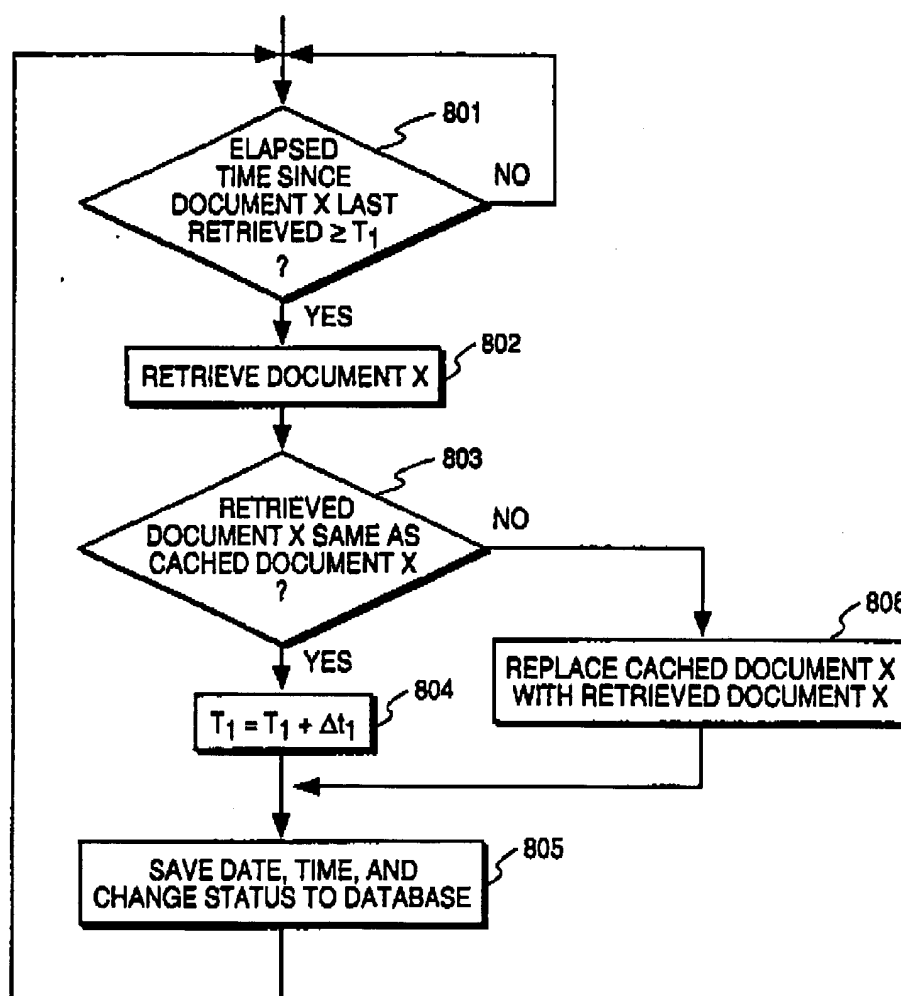 801
ELAPSED
TIME SINCE
DOCUMENT X LAST
RETRIEVED ≥ T1
?
NO
YES
802
RETRIEVE DOCUMENT X
803
RETRIEVED
DOCUMENT X SAME AS
CACHED DOCUMENT X
?
NO
YES
804
T1 = T1 + Δt1
806
REPLACE CACHED DOCUMENT X
WITH RETRIEVED DOCUMENT X
805
SAVE DATE, TIME, AND
CHANGE STATUS TO DATABASE